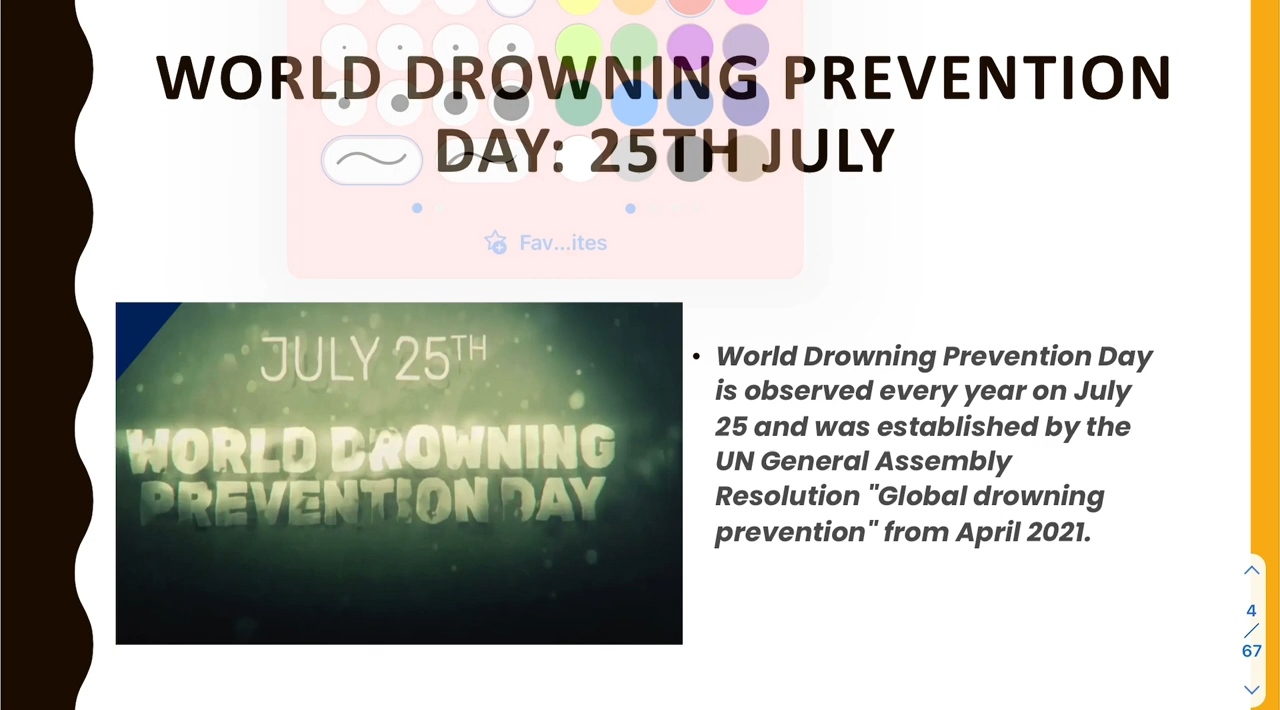 WORLD DROWNING PREVENTION
DAY: 25TH JULY
Fav...ites
JULY 25TH
WORLD DROWNING
PREVENTION DAY
• World Drowning Prevention Day
is observed every year on July
25 and was established by the
UN General Assembly
Resolution "Global drowning
prevention" from April 2021.
4
/
67